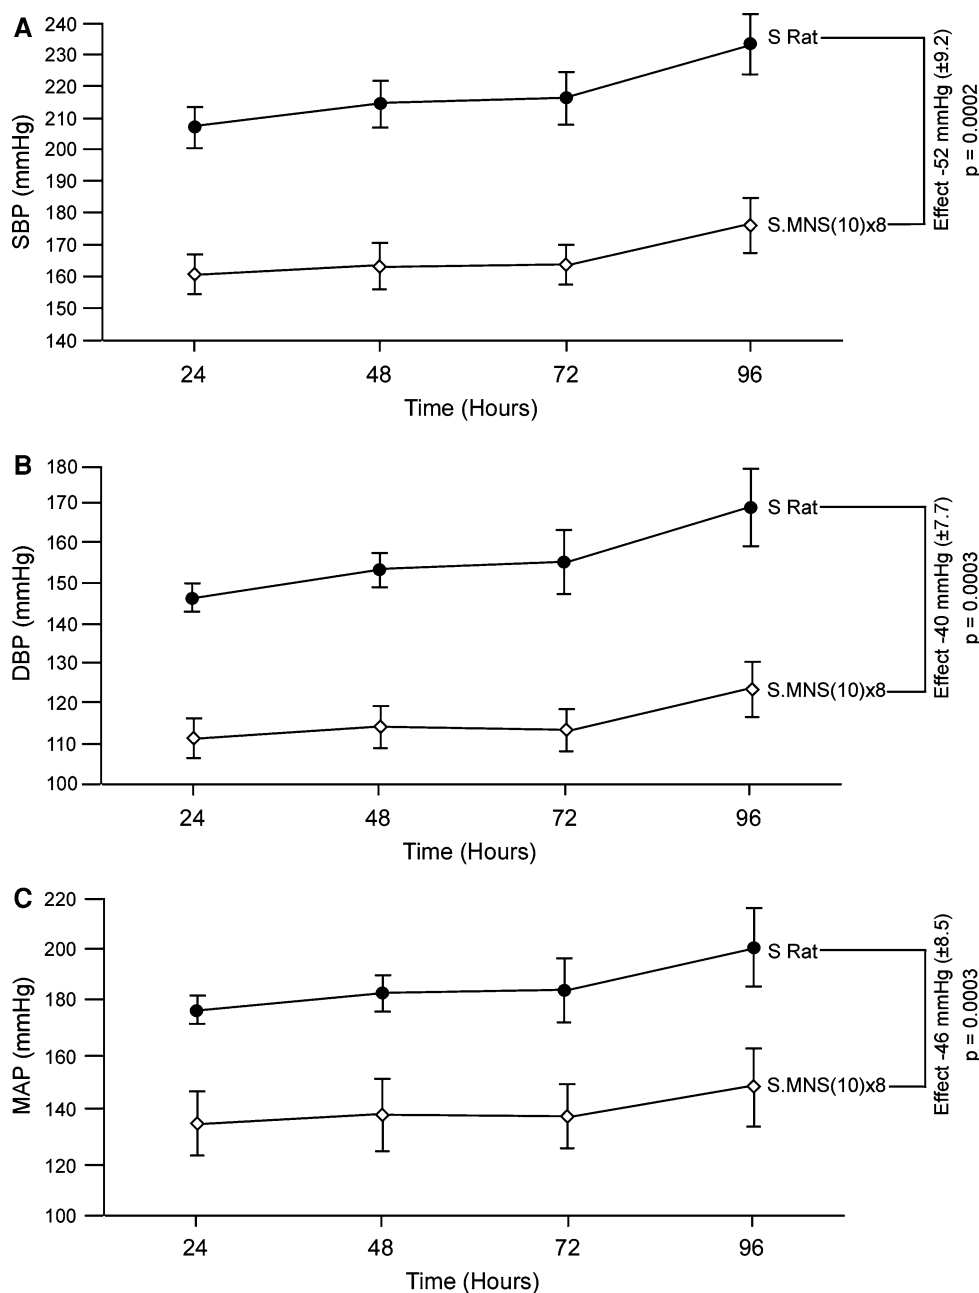 A
SBP (mmHg)
240
230
220
210
200
190
180
170
160
150
140
24 48 72 96
Time (Hours)
S Rat
S.MNS(10)x8
Effect -52 mmHg (±9.2)
p = 0.0002
B
DBP (mmHg)
180
170
160
150
140
130
120
110
100
24 48 72 96
Time (Hours)
S Rat
S.MNS(10)x8
Effect -40 mmHg (±7.7)
p = 0.0003
C
MAP (mmHg)
220
200
180
160
140
120
100
24 48 72 96
Time (Hours)
S Rat
S.MNS(10)x8
Effect -46 mmHg (±8.5)
p = 0.0003